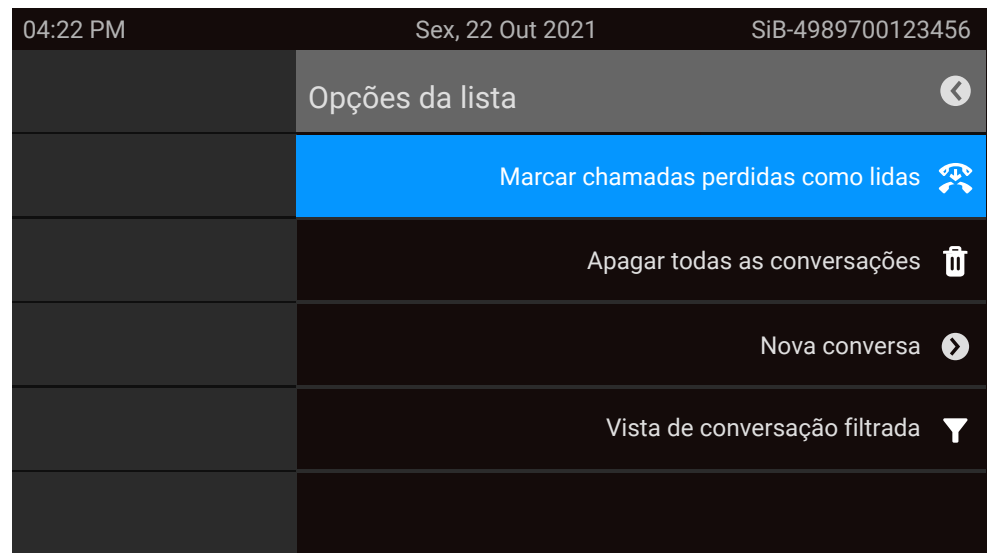 04:22 PM Sex, 22 Out 2021 SiB-4989700123456
Opções da lista
Marcar chamadas perdidas como lidas
Apagar todas as conversações
Nova conversa
Vista de conversação filtrada